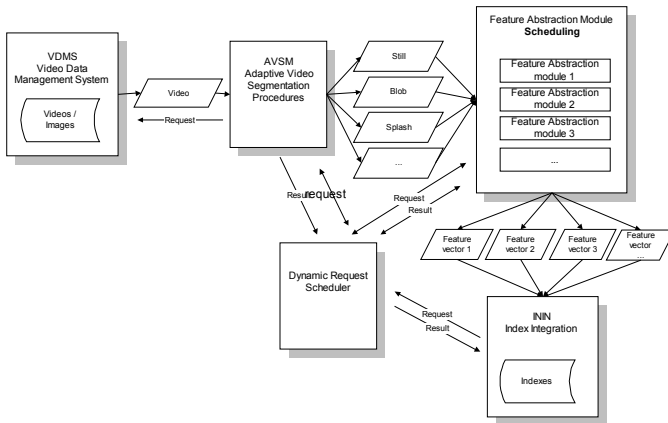 VDMS
Video Data
Management System
Videos /
Images
Video
Request
AVSM
Adaptive Video
Segmentation
Procedures
Still
Blob
Splash
...
Feature Abstraction Module
Scheduling
Feature Abstraction
module 1
Feature Abstraction
module 2
Feature Abstraction
module 3
...
Result
request
Request
Result
Feature
vector 1
Feature
vector 2
Feature
vector 3
Feature
vector
...
Dynamic Request
Scheduler
Request
Result
ININ
Index Integration
Indexes